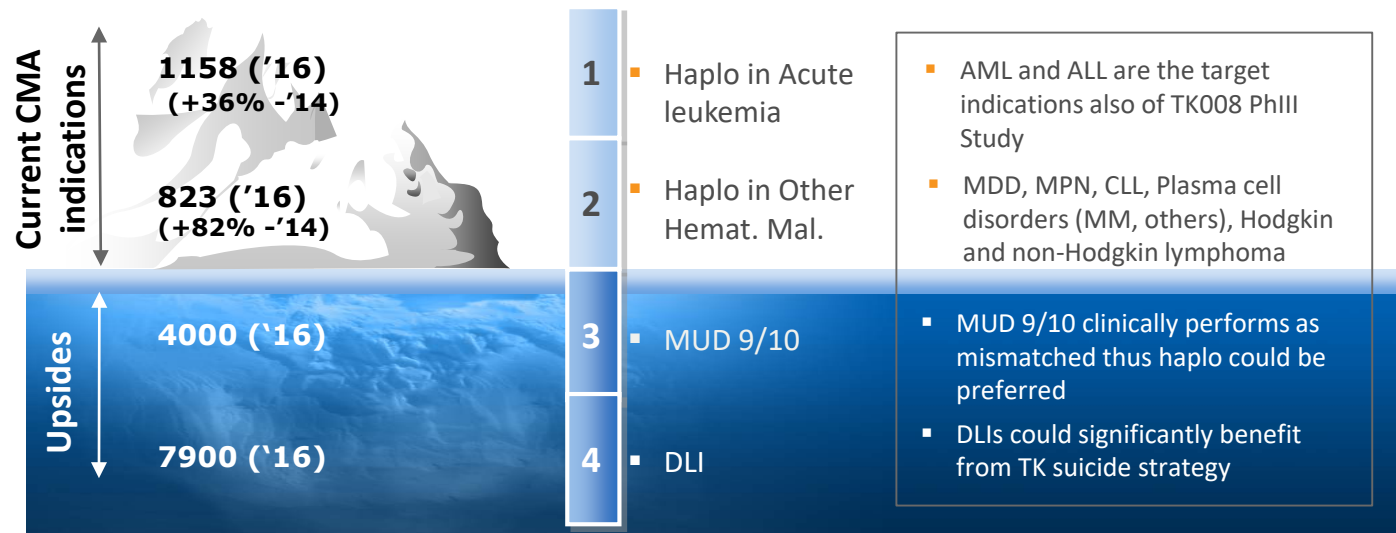 Current CMA
indications
1158 (’16)
(+36% -’14)
823 (’16)
(+82% -’14)
1
▪ Haplo in Acute
leukemia
2
▪ Haplo in Other
Hemat. Mal.
▪ AML and ALL are the target
indications also of TK008 PhIII
Study
▪ MDD, MPN, CLL, Plasma cell
disorders (MM, others), Hodgkin
and non-Hodgkin lymphoma
Upsides
4000 (‘16)
7900 (‘16)
3
▪ MUD 9/10
4
▪ DLI
▪ MUD 9/10 clinically performs as
mismatched thus haplo could be
preferred
▪ DLIs could significantly benefit
from TK suicide strategy